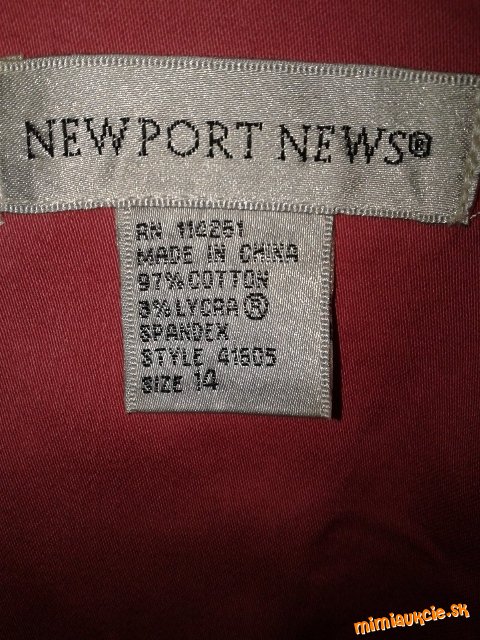 NEWPORT NEWS®
RN 114251
MADE IN CHINA
97% COTTON
3% LYCRA ®
SPANDEX
STYLE 41605
SIZE 14
mimiaukcie.sk